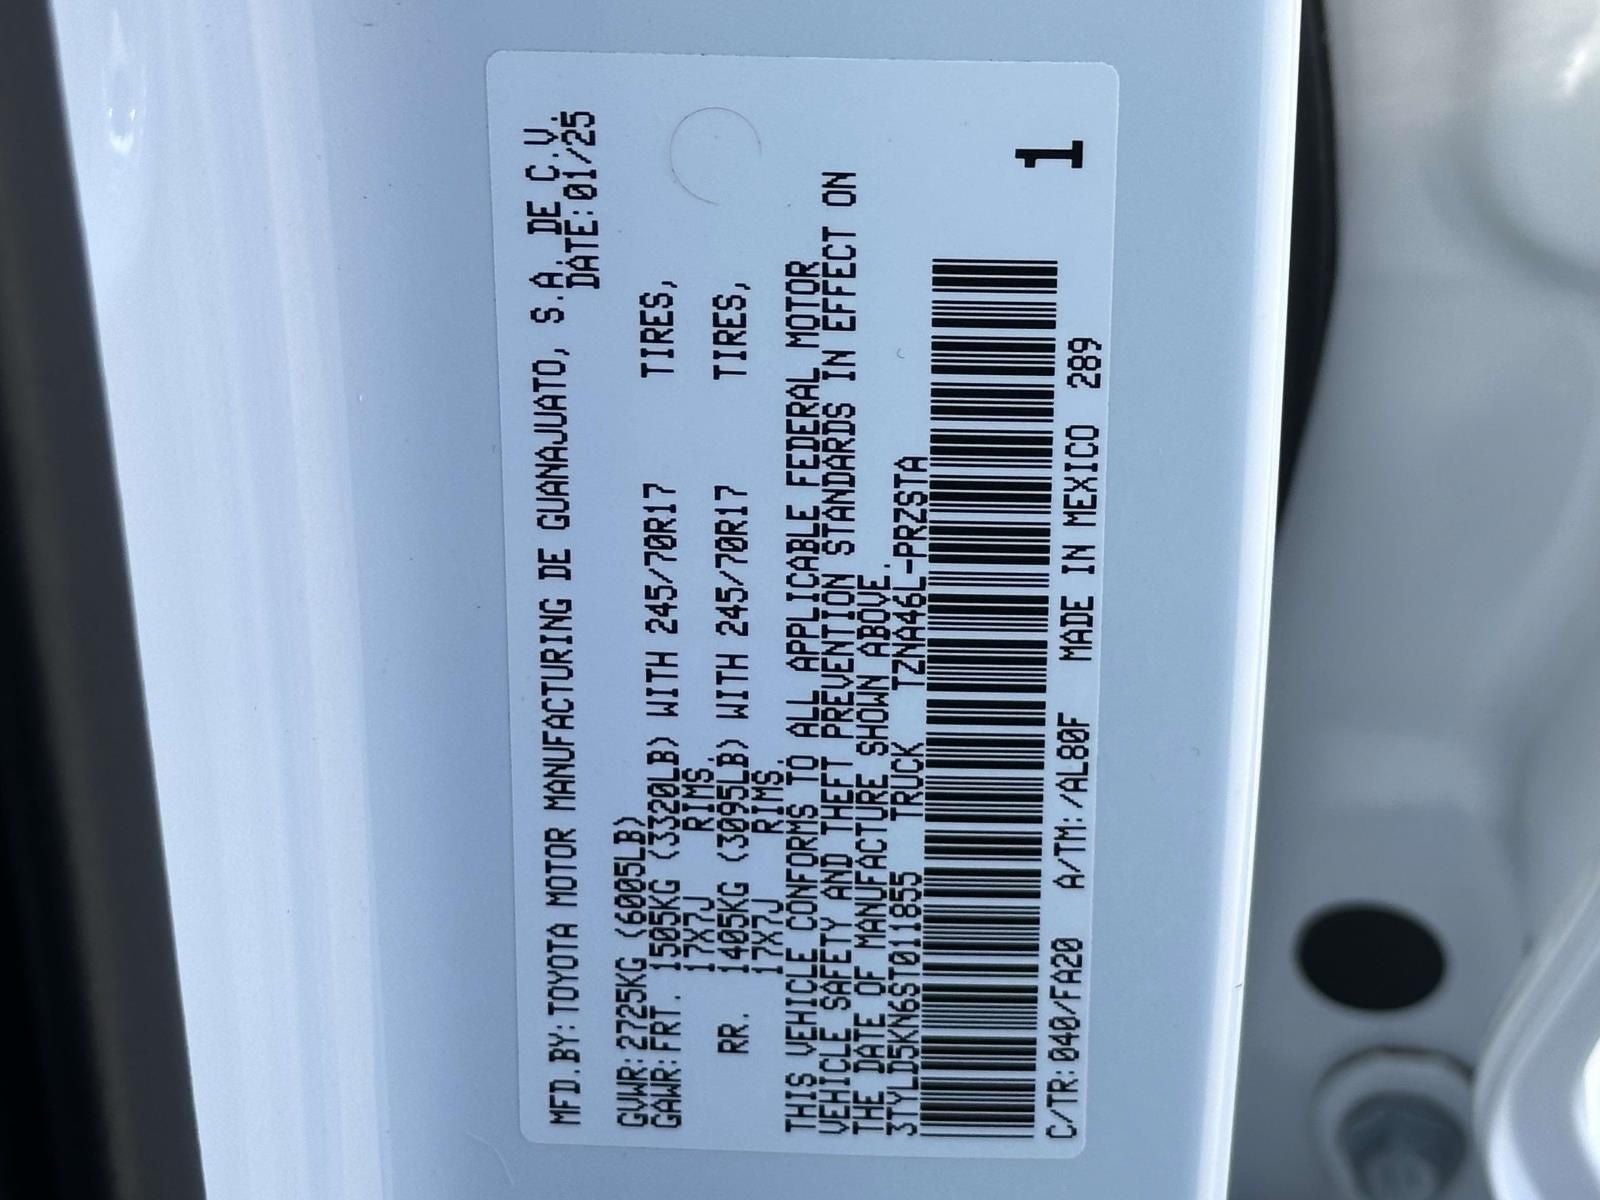 MFD.BY:TOYOTA MOTOR MANUFACTURING DE GUANAJUATO, S.A. DE C.V.
DATE:01/25
GVWR:2725KG (6005LB)
GAWR:FRT. 1505KG (3320LB) WITH 245/70R17 TIRES,
17X7J RIMS,
RR. 1405KG (3095LB) WITH 245/70R17 TIRES,
17X7J RIMS.
THIS VEHICLE CONFORMS TO ALL APPLICABLE FEDERAL MOTOR
VEHICLE SAFETY AND THEFT PREVENTION STANDARDS IN EFFECT ON
THE DATE OF MANUFACTURE SHOWN ABOVE.
3TYLD5KN6ST011855 TRUCK TZNA46L-PRZSTA
1
C/TR:040/FA20 A/TM:/AL80F MADE IN MEXICO 289